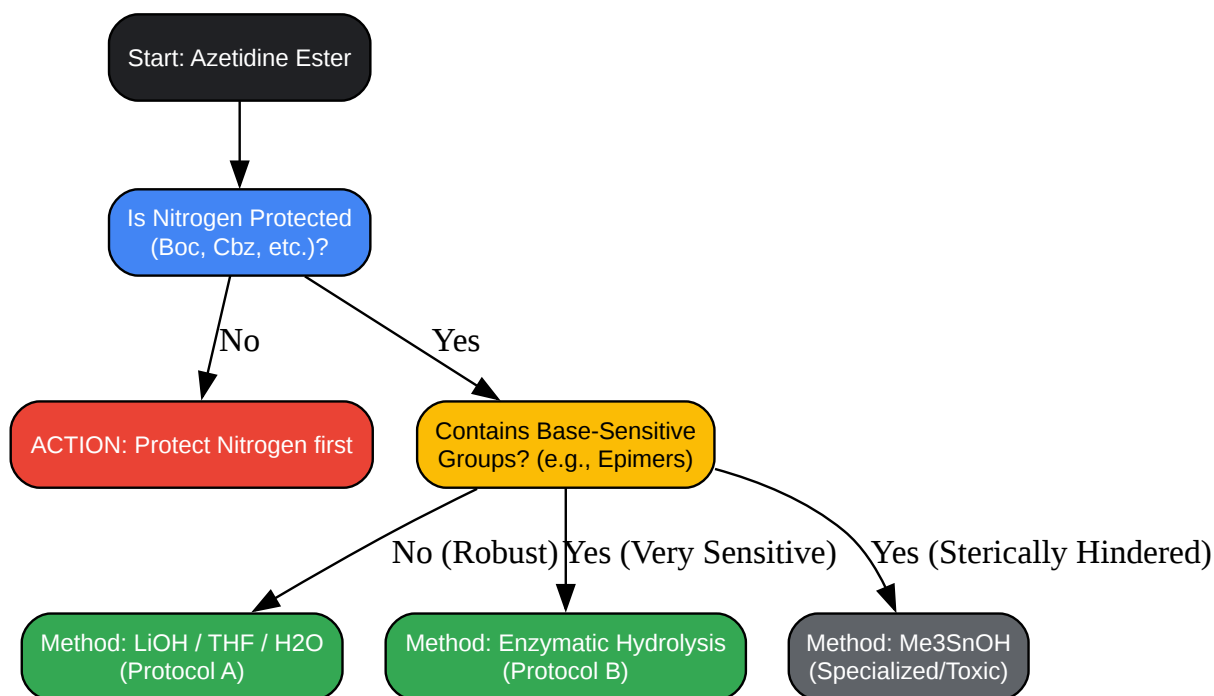 Start: Azetidine Ester
Is Nitrogen Protected
(Boc, Cbz, etc.)?
No
Yes
ACTION: Protect Nitrogen first
Contains Base-Sensitive
Groups? (e.g., Epimers)
No (Robust)
Yes (Very Sensitive)
Yes (Sterically Hindered)
Method: LiOH / THF / H2O
(Protocol A)
Method: Enzymatic Hydrolysis
(Protocol B)
Method: Me3SnOH
(Specialized/Toxic)